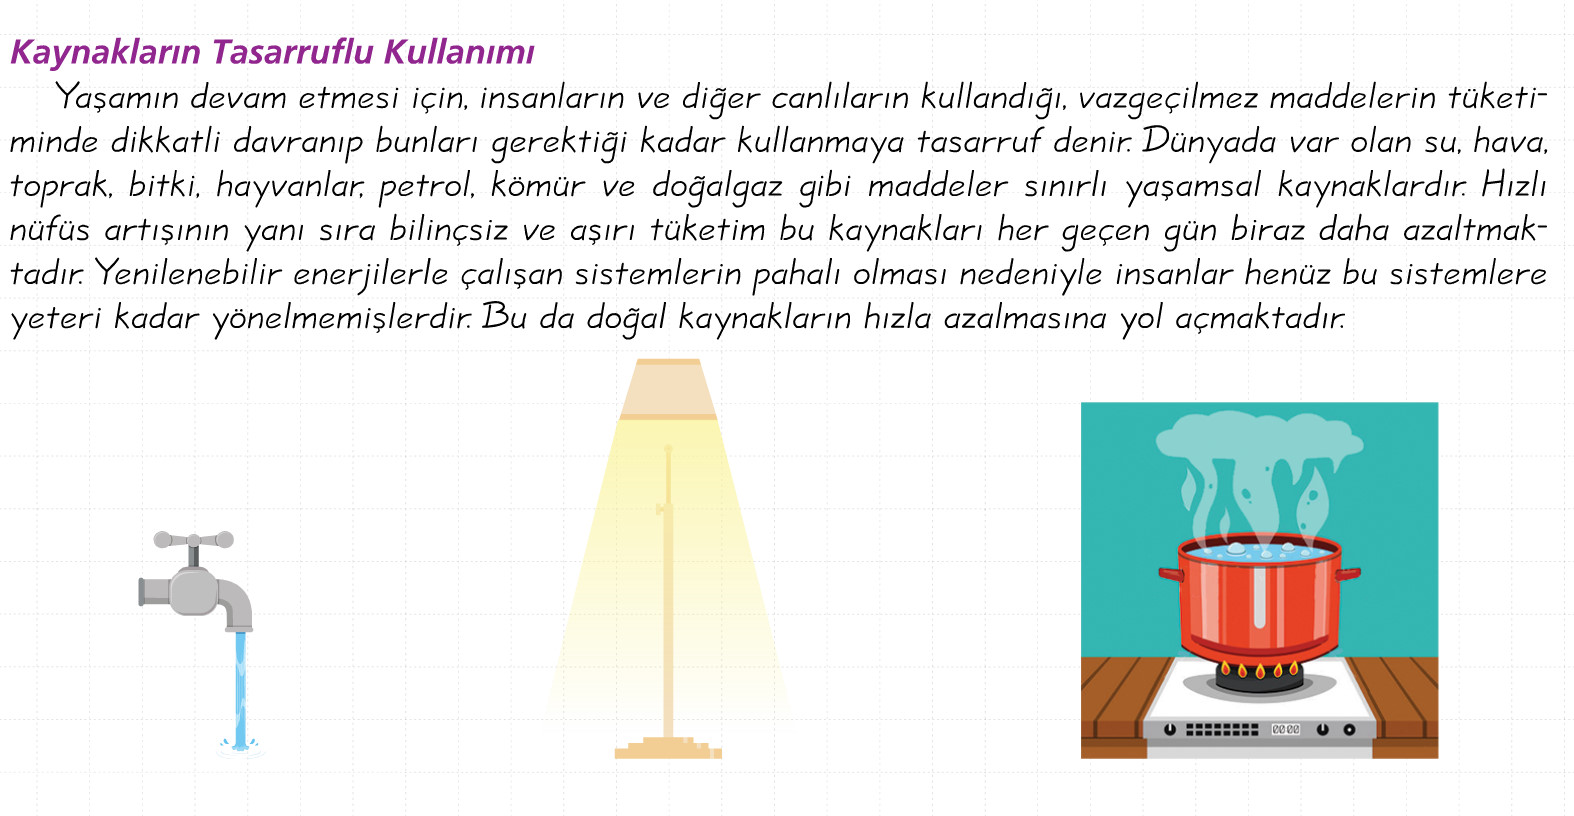 Kaynakların Tasarruflu Kullanımı
Yaşamın devam etmesi için, insanların ve diğer canlıların kullandığı, vazgeçilmez maddelerin tüketi-
minde dikkatli davranıp bunları gerektiği kadar kullanmaya tasarruf denir. Dünyada var olan su, hava,
toprak, bitki, hayvanlar, petrol, kömür ve doğalgaz gibi maddeler sınırlı yaşamsal kaynaklardır. Hızlı
nüfüs artışının yanı sıra bilinçsiz ve aşırı tüketim bu kaynakları her geçen gün biraz daha azaltmak-
tadır. Yenilenebilir enerjilerle çalışan sistemlerin pahalı olması nedeniyle insanlar henüz bu sistemlere
yeteri kadar yönelmemişlerdir. Bu da doğal kaynakların hızla azalmasına yol açmaktadır.
00:00